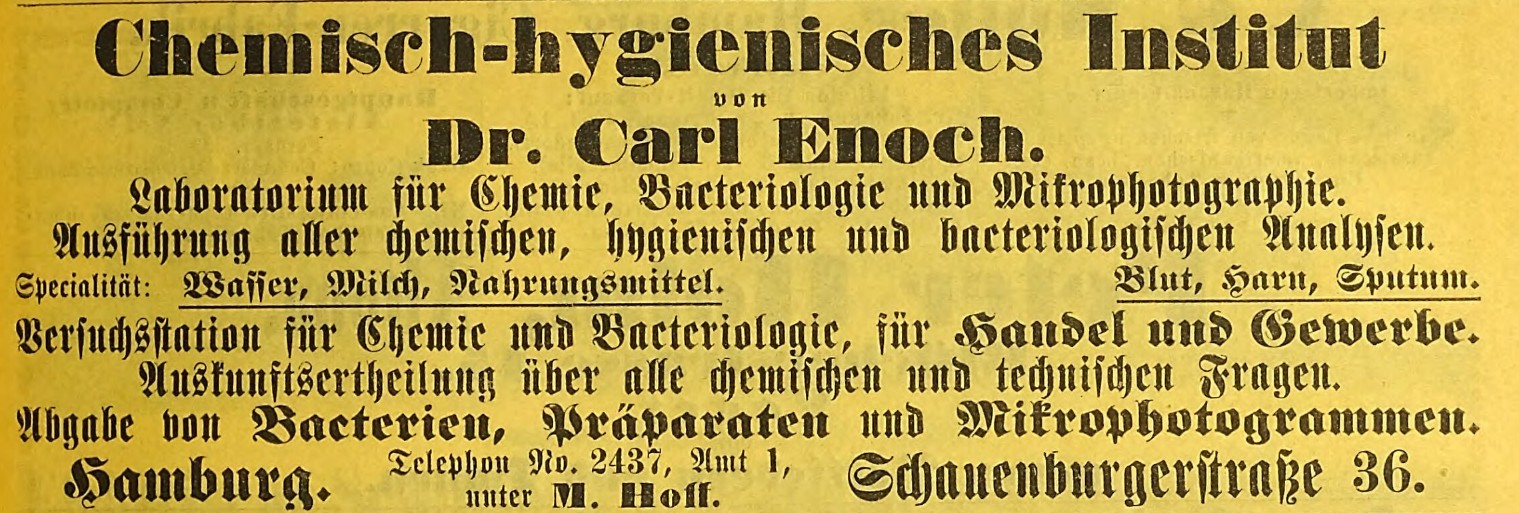 Chemisch-hygienisches Institut
von
Dr. Carl Enoch.
Laboratorium für Chemie, Bacteriologie und Mikrophotographie.
Ausführung aller chemischen, hygienischen und bacteriologischen Analysen.
Specialität: Wasser, Milch, Nahrungsmittel. Blut, Harn, Sputum.
Versuchsstation für Chemie und Bacteriologie, für Handel und Gewerbe.
Auskunftsertheilung über alle chemischen und technischen Fragen.
Abgabe von Bacterien, Präparaten und Mikrophotogrammen.
Hamburg. Telephon No. 2437, Amt 1, Schauenburgerstraße 36.
unter M. Hoff.